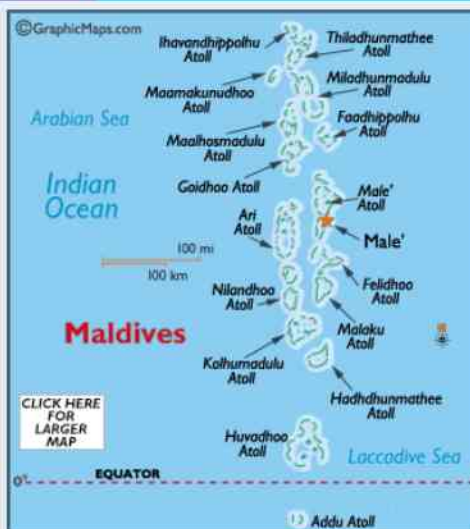 ©GraphicMaps.com
Ihavandhippolhu
Atoll
Thiladhunmathee
Atoll
Maamakunudhoo
Atoll
Miladhunmadulu
Atoll
Arabian Sea
Faadhippolhu
Atoll
Maalhosmadulu
Atoll
Goidhoo Atoll
Indian
Ocean
Male'
Atoll
Ari
Atoll
Male'
100 mi
100 km
Felidhoo
Atoll
Nilandhoo
Atoll
Maldives
Malaku
Atoll
Kolhumadulu
Atoll
Hadhdhunmathee
Atoll
CLICK HERE
FOR
LARGER
MAP
Huvadhoo
Atoll
Laccadive Sea
0°
EQUATOR
Addu Atoll